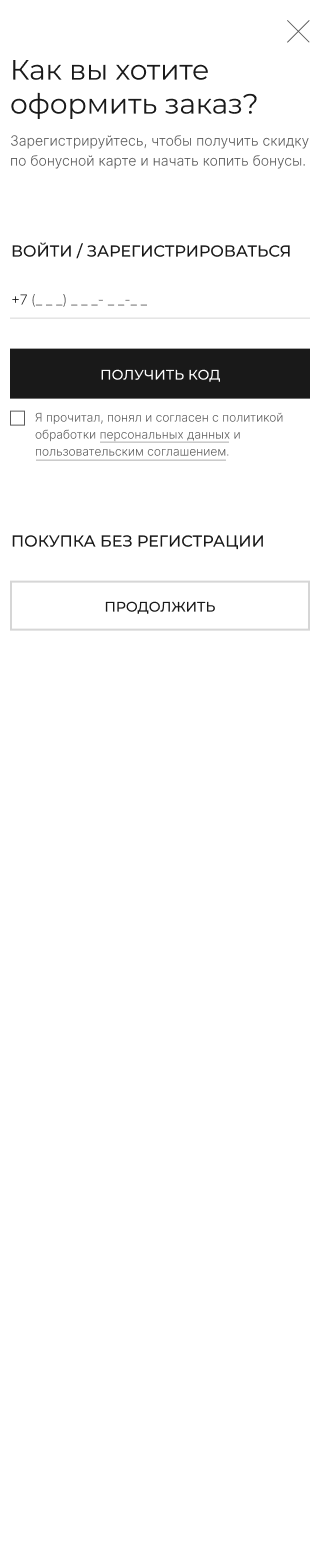 Как вы хотите
оформить заказ?
Зарегистрируйтесь, чтобы получить скидку
по бонусной карте и начать копить бонусы.
ВОЙТИ / ЗАРЕГИСТРИРОВАТЬСЯ
+7 (_ _ _) _ _ _- _ _-_ _
ПОЛУЧИТЬ КОД
Я прочитал, понял и согласен с политикой
обработки персональных данных и
пользовательским соглашением.
ПОКУПКА БЕЗ РЕГИСТРАЦИИ
ПРОДОЛЖИТЬ